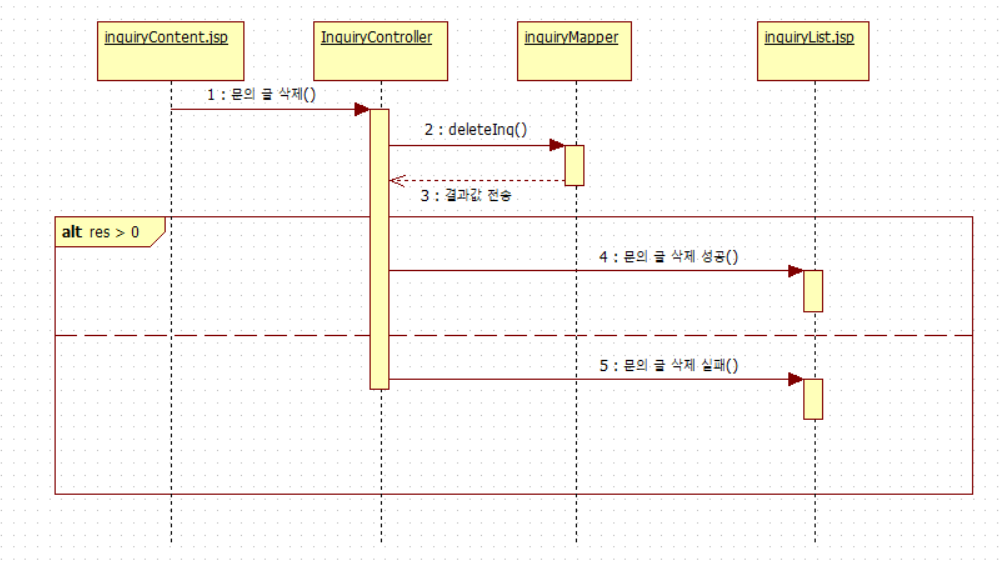 inquiryContent.jsp
InquiryController
inquiryMapper
inquiryList.jsp
1 : 문의 글 삭제()
2 : deleteInq()
3 : 결과값 전송
alt res > 0
4 : 문의 글 삭제 성공()
5 : 문의 글 삭제 실패()